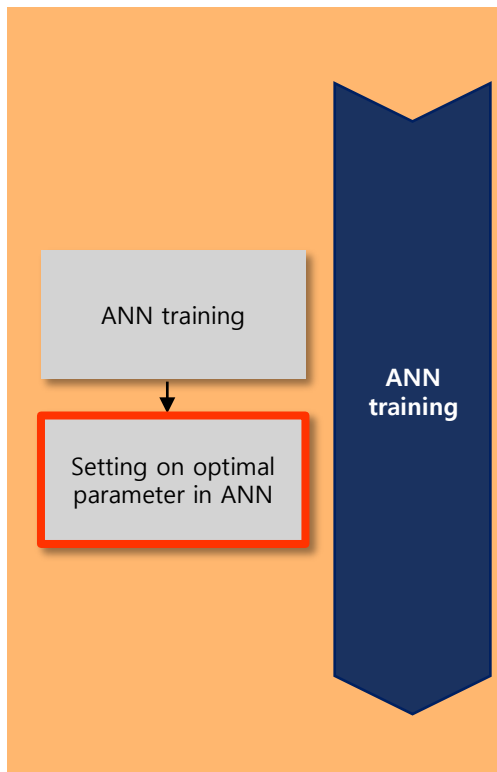 ANN training
Setting on optimal
parameter in ANN
ANN
training